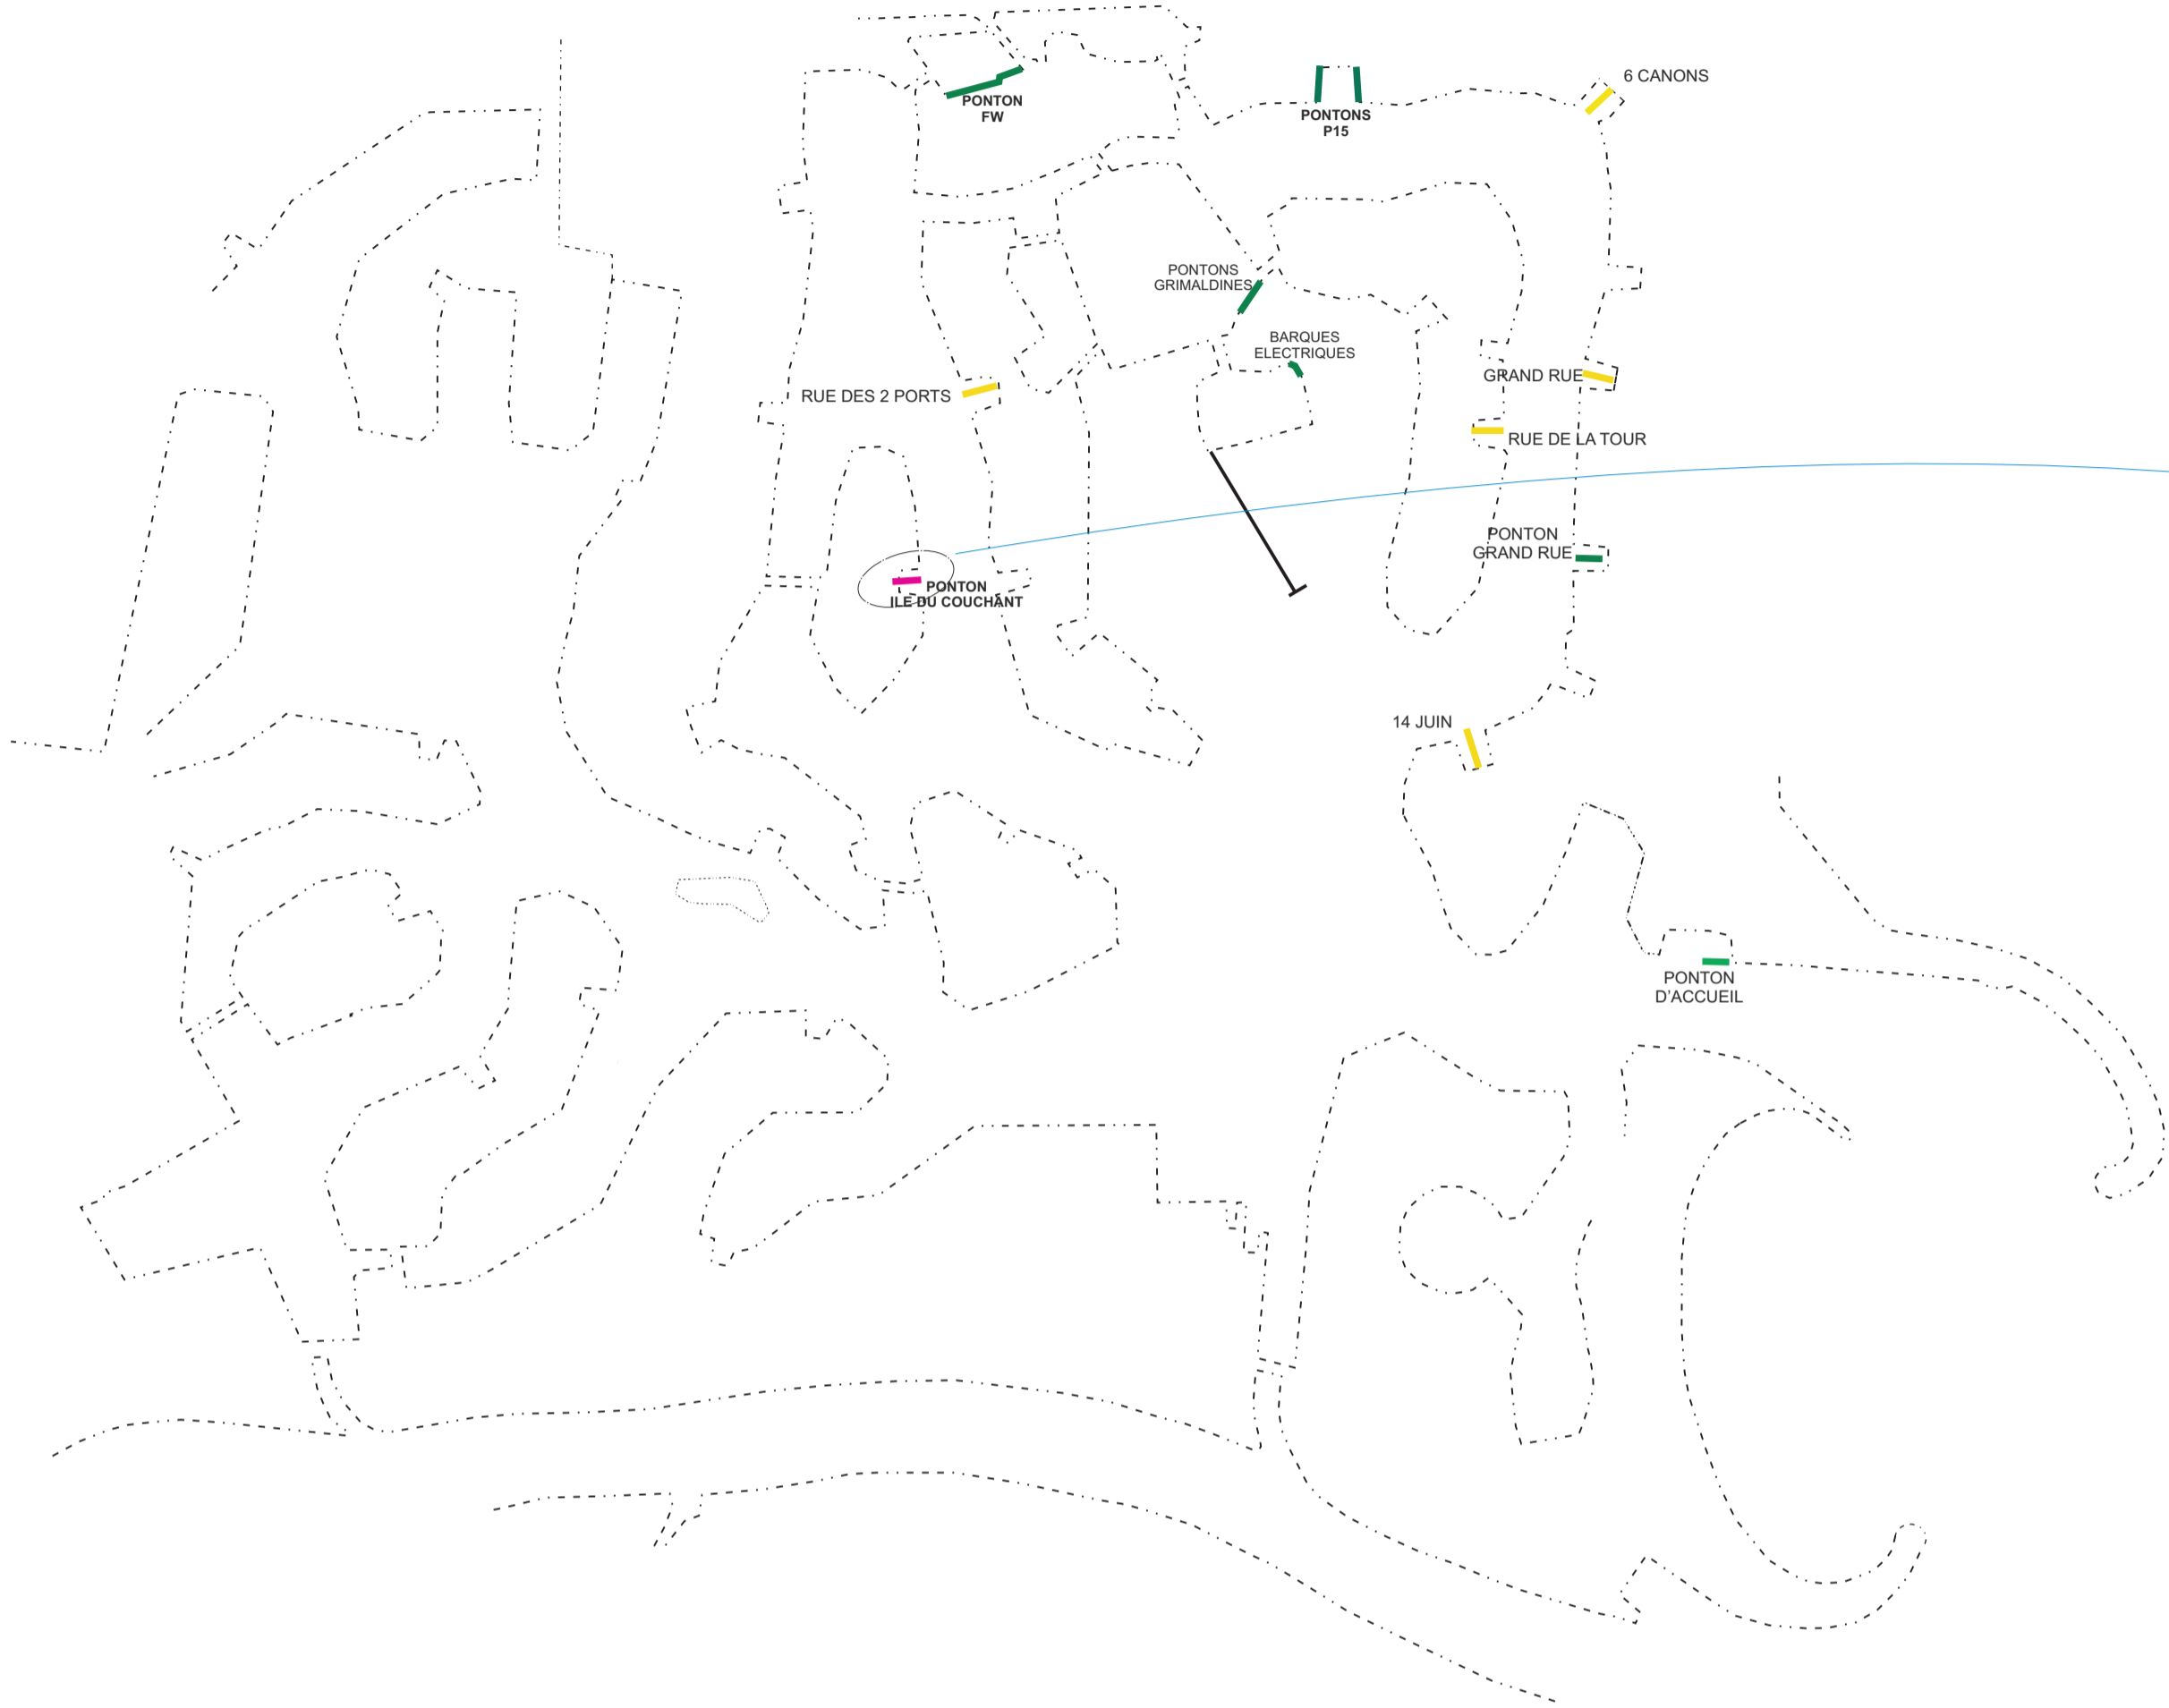 6 CANONS
PONTON
FW
PONTONS
P15
PONTONS
GRIMALDINES
BARQUES
ELECTRIQUES
GRAND RUE
RUE DES 2 PORTS
RUE DE LA TOUR
PONTON
GRAND RUE
PONTON
ILE DU COUCHANT
14 JUIN
PONTON
D'ACCUEIL